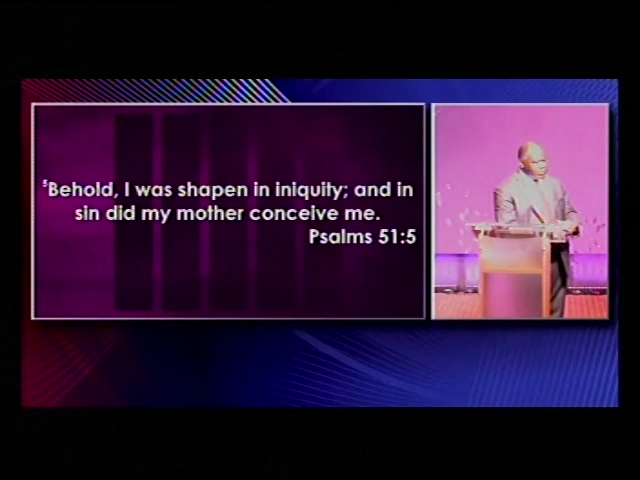 ⁵Behold, I was shapen in iniquity; and in
sin did my mother conceive me.
Psalms 51:5